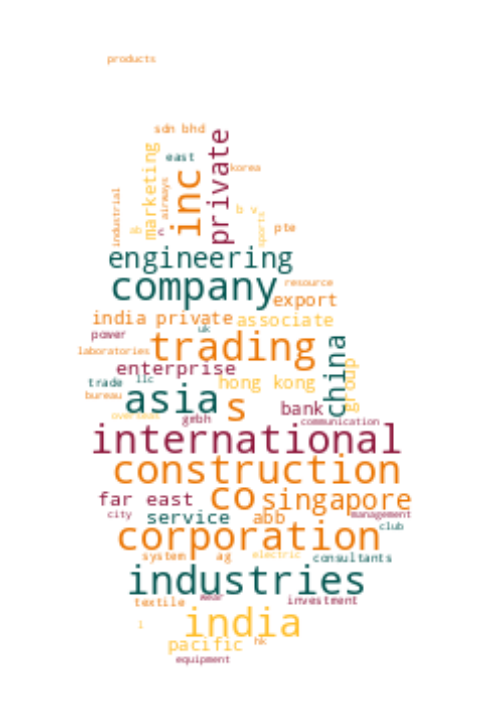 products
sdn bhd
marketing
east
private
korea
inc
airways
industrial
b v
sports
pte
c
engineering
company
resource
export
india private
associate
uk
power
trading
laboratories
china
enterprise
trade
llc
hong kong
group
bureau
asia
s
bank
overseas
gmbh
communication
international
construction
far east
co
singapore
city
service
abb
management
club
corporation
system
ag
electric
consultants
industries
textile
wear
investment
india
i
pacific
hk
equipment